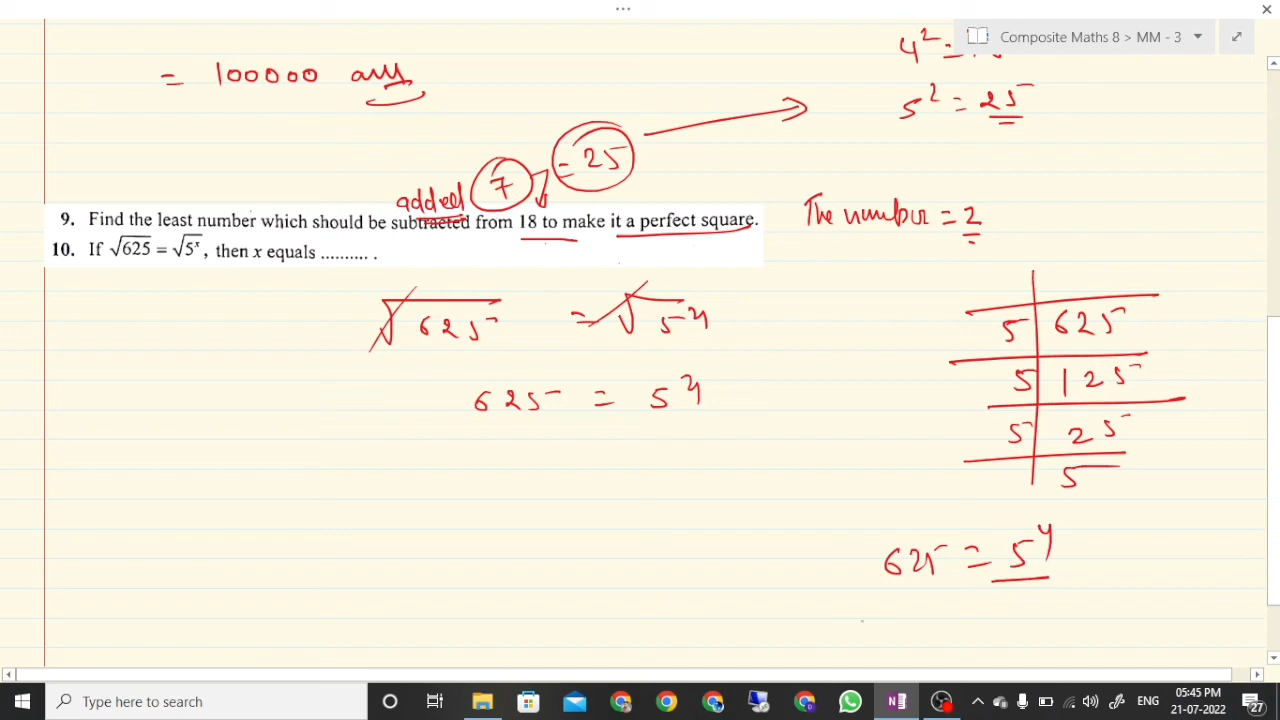 Composite Maths 8 > MM - 3
4² =
= 100000 ans
5² = 25
= 25
added 7
9. Find the least number which should be subtracted from 18 to make it a perfect square.
The number = 2
10. If √625 = √5ˣ, then x equals .......... .
√625 = √5ˣ
5 625
5 125
625 = 5ˣ
5 25
5
625 = 5⁴
Type here to search
ENG
05:45 PM
21-07-2022
27